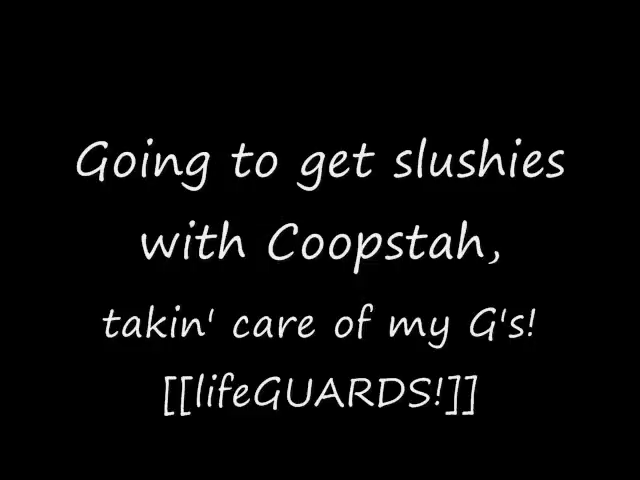 Going to get slushies
with Coopstah,
takin' care of my G's!
[[lifeGUARDS!]]